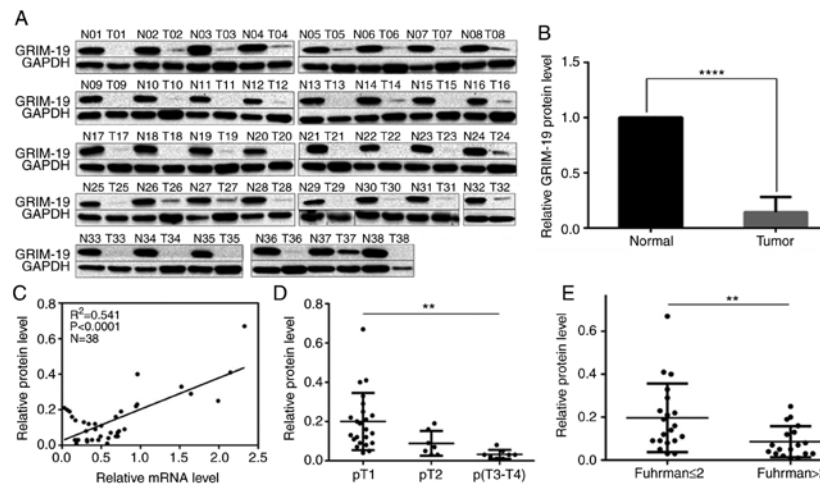 A
N01 T01 N02 T02 N03 T03 N04 T04 N05 T05 N06 T06 N07 T07 N08 T08
GRIM-19
GAPDH
N09 T09 N10 T10 N11 T11 N12 T12 N13 T13 N14 T14 N15 T15 N16 T16
GRIM-19
GAPDH
N17 T17 N18 T18 N19 T19 N20 T20 N21 T21 N22 T22 N23 T23 N24 T24
GRIM-19
GAPDH
N25 T25 N26 T26 N27 T27 N28 T28 N29 T29 N30 T30 N31 T31 N32 T32
GRIM-19
GAPDH
N33 T33 N34 T34 N35 T35 N36 T36 N37 T37 N38 T38
GRIM-19
GAPDH
B
Relative GRIM-19 protein level
1.5
1.0
0.5
0.0
****
Normal Tumor
C
Relative protein level
0.8
0.6
0.4
0.2
0.0
R²=0.541
P<0.0001
N=38
0.0 0.5 1.0 1.5 2.0 2.5
Relative mRNA level
D
Relative protein level
0.8
0.6
0.4
0.2
0.0
**
pT1 pT2 p(T3-T4)
E
Relative protein level
0.6
0.4
0.2
0.0
**
Fuhrman≤2 Fuhrman>